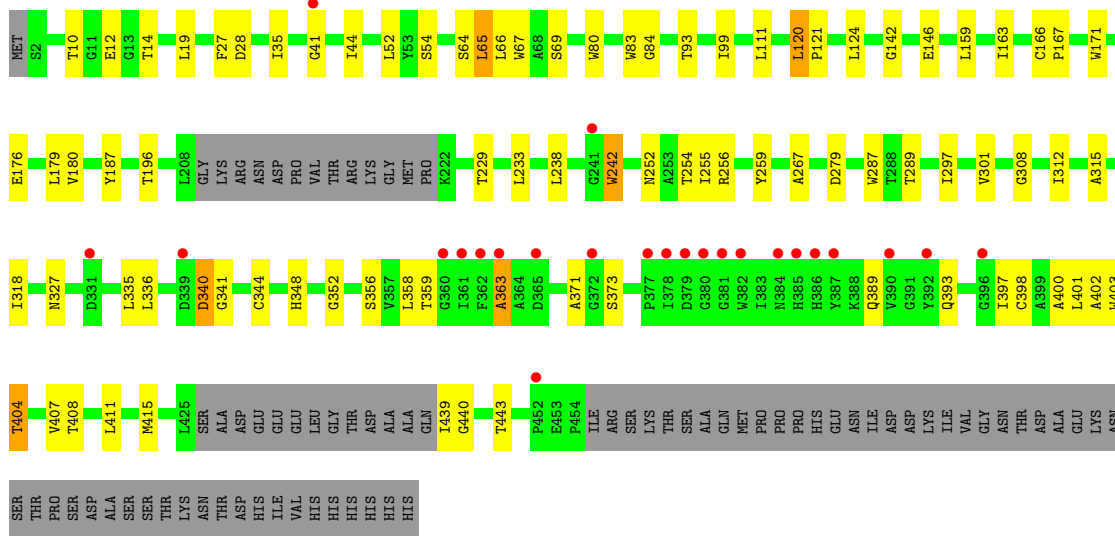 MET S2 T10 G11 E12 G13 T14 L19 F27 D28 I35 G41 I44 L52 Y53 S54 S64 L65 L66 W67 A68 S69 W80 W83 G84 T93 I99 L111 L120 P121 L124 G142 E146 L159 I163 C166 P167 W171
E176 L179 V180 Y187 T196 L208 GLY LYS ARG ASN ASP PRO VAL THR ARG LYS GLY MET PRO K222 T229 L233 L238 G241 W242 N252 A253 T254 I255 R256 Y259 A267 D279 W287 T288 T289 I297 V301 G308 I312 A315
I318 N327 D331 L335 L336 D339 D340 G341 C344 H348 G352 S356 V357 L358 T359 G360 I361 F362 A363 A364 D365 A371 G372 S373 P377 I378 D379 G380 G381 W382 I383 N384 H385 H386 Y387 K388 Q389 V390 G391 Y392 Q393 G396 I397 C398 A399 A400 L401 A402
T404 V407 T408 L411 M415 L425 SER ALA ASP GLU GLU LEU GLY THR ASP ALA ALA GLN I439 G440 T443 P452 E453 P454 ILE ARG SER LYS THR SER ALA GLN MET PRO PRO PRO HIS GLU ASN ILE ASP ASP LYS ILE VAL GLY ASN THR ASP ALA GLU LYS ASN
SER THR PRO SER ASP ALA SER SER THR LYS ASN THR ASP HIS ILE VAL HIS HIS HIS HIS HIS HIS